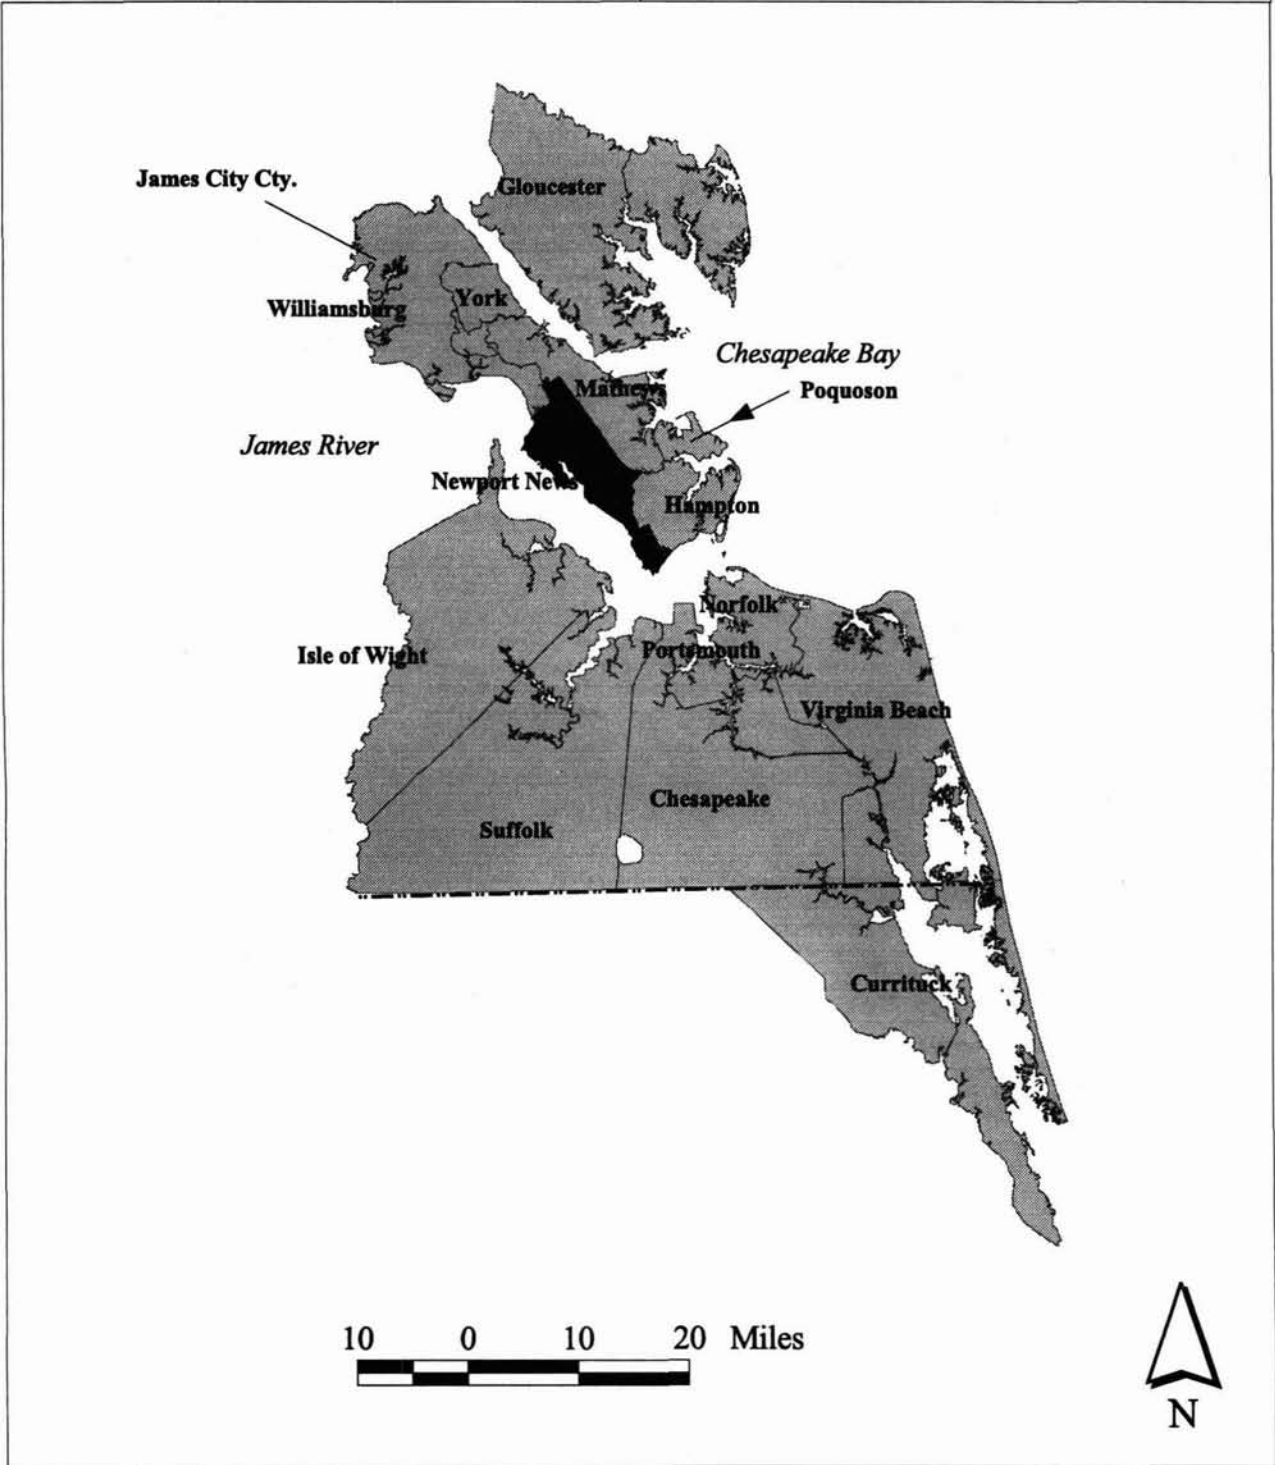 James City Cty.
Gloucester
Williamsburg
York
Chesapeake Bay
Mathews
Poquoson
James River
Newport News
Hampton
Norfolk
Isle of Wight
Portsmouth
Virginia Beach
Chesapeake
Suffolk
Currituck
10 0 10 20 Miles
N